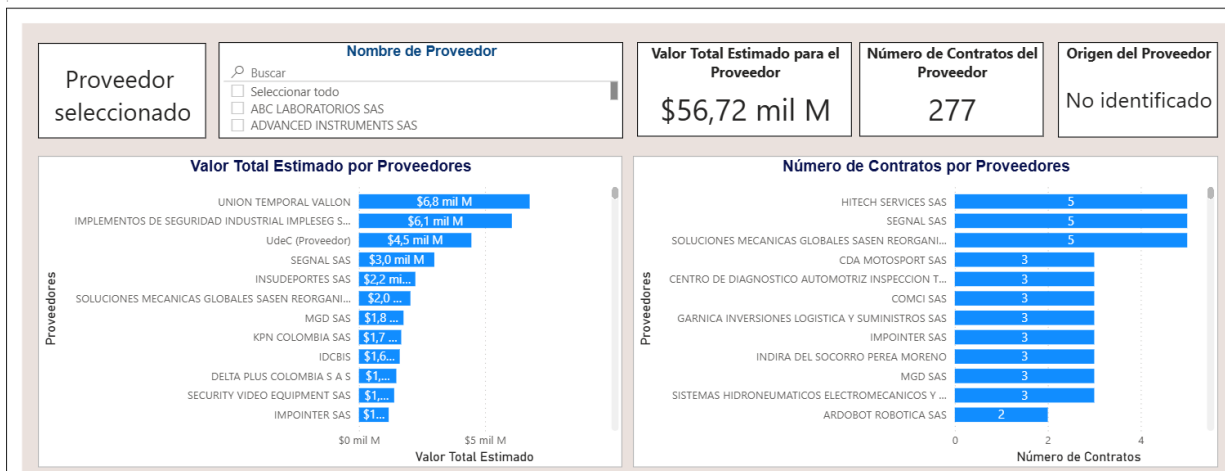 Proveedor
seleccionado
Nombre de Proveedor
Buscar
Seleccionar todo
ABC LABORATORIOS SAS
ADVANCED INSTRUMENTS SAS
Valor Total Estimado para el
Proveedor
$56,72 mil M
Número de Contratos del
Proveedor
277
Origen del Proveedor
No identificado
Valor Total Estimado por Proveedores
Proveedores
UNION TEMPORAL VALLON $6,8 mil M
IMPLEMENTOS DE SEGURIDAD INDUSTRIAL IMPLESEG S... $6,1 mil M
UdeC (Proveedor) $4,5 mil M
SEGNAL SAS $3,0 mil M
INSUDEPORTES SAS $2,2 mi...
SOLUCIONES MECANICAS GLOBALES SASEN REORGANI... $2,0 ...
MGD SAS $1,8 ...
KPN COLOMBIA SAS $1,7 ...
IDCBIS $1,6...
DELTA PLUS COLOMBIA S A S $1,...
SECURITY VIDEO EQUIPMENT SAS $1,...
IMPOINTER SAS $1...
$0 mil M $5 mil M
Valor Total Estimado
Número de Contratos por Proveedores
Proveedores
HITECH SERVICES SAS 5
SEGNAL SAS 5
SOLUCIONES MECANICAS GLOBALES SASEN REORGANI... 5
CDA MOTOSPORT SAS 3
CENTRO DE DIAGNOSTICO AUTOMOTRIZ INSPECCION T... 3
COMCI SAS 3
GARNICA INVERSIONES LOGISTICA Y SUMINISTROS SAS 3
IMPOINTER SAS 3
INDIRA DEL SOCORRO PEREA MORENO 3
MGD SAS 3
SISTEMAS HIDRONEUMATICOS ELECTROMECANICOS Y ... 3
ARDOBOT ROBOTICA SAS 2
0 2 4
Número de Contratos